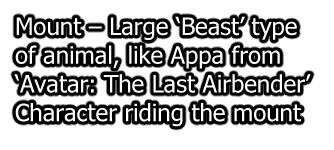 Mount – Large ‘Beast’ type
of animal, like Appa from
‘Avatar: The Last Airbender’
Character riding the mount